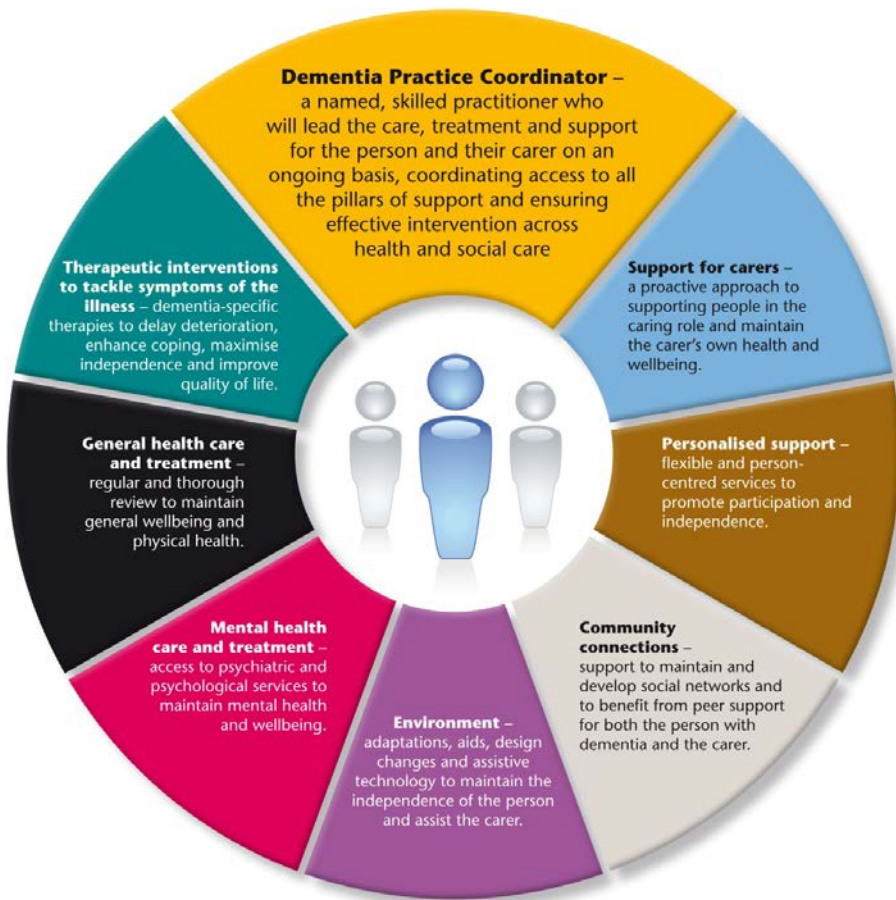 Dementia Practice Coordinator –
a named, skilled practitioner who
will lead the care, treatment and support
for the person and their carer on an
ongoing basis, coordinating access to all
the pillars of support and ensuring
effective intervention across
health and social care
Support for carers –
a proactive approach to
supporting people in the
caring role and maintain
the carer's own health and
wellbeing.
Personalised support –
flexible and person-
centred services to
promote participation and
independence.
Community
connections –
support to maintain and
develop social networks and
to benefit from peer support
for both the person with
dementia and the carer.
Environment –
adaptations, aids, design
changes and assistive
technology to maintain the
independence of the person
and assist the carer.
Mental health
care and treatment –
access to psychiatric and
psychological services to
maintain mental health
and wellbeing.
General health care
and treatment –
regular and thorough
review to maintain
general wellbeing and
physical health.
Therapeutic interventions
to tackle symptoms of the
illness – dementia-specific
therapies to delay deterioration,
enhance coping, maximise
independence and improve
quality of life.